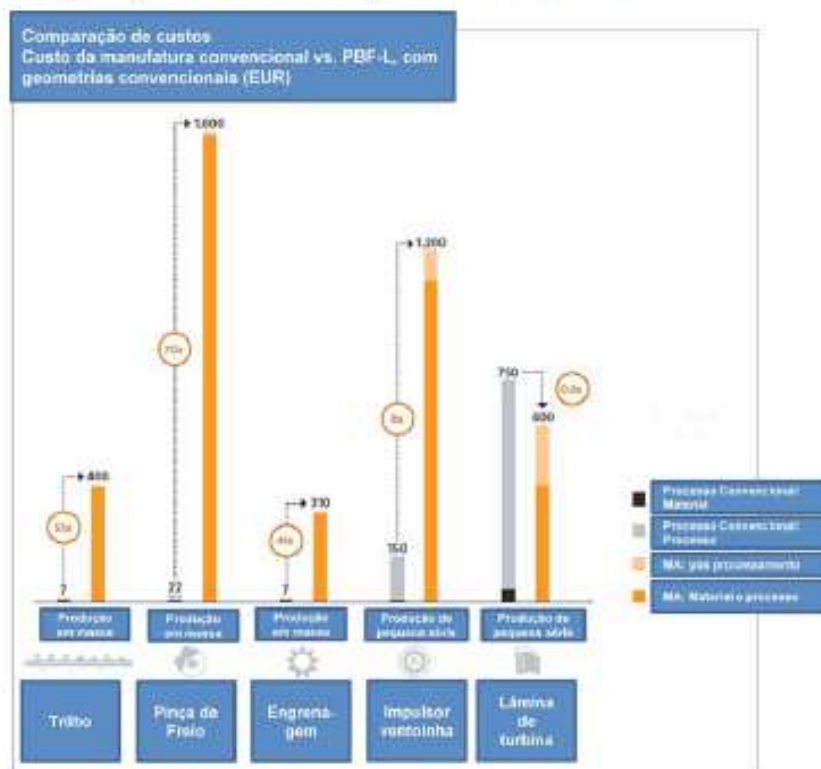 Comparação de custos
Custo da manufatura convencional vs. PBF-L, com
geometrias convencionais (EUR)
1.600
1.200
70x
750
0.8x
8x
600
400
Processo Convencional:
Material
310
Processo Convencional:
Processo
150
MA: pós processamento
7
22
7
MA: Material e processo
Produção
em massa
Produção
em massa
Produção
em massa
Produção de
pequena série
Produção de
pequena série
Trilho
Pinça de
Freio
Engrena-
gem
Impulsor
ventoinha
Lâmina
de
turbina